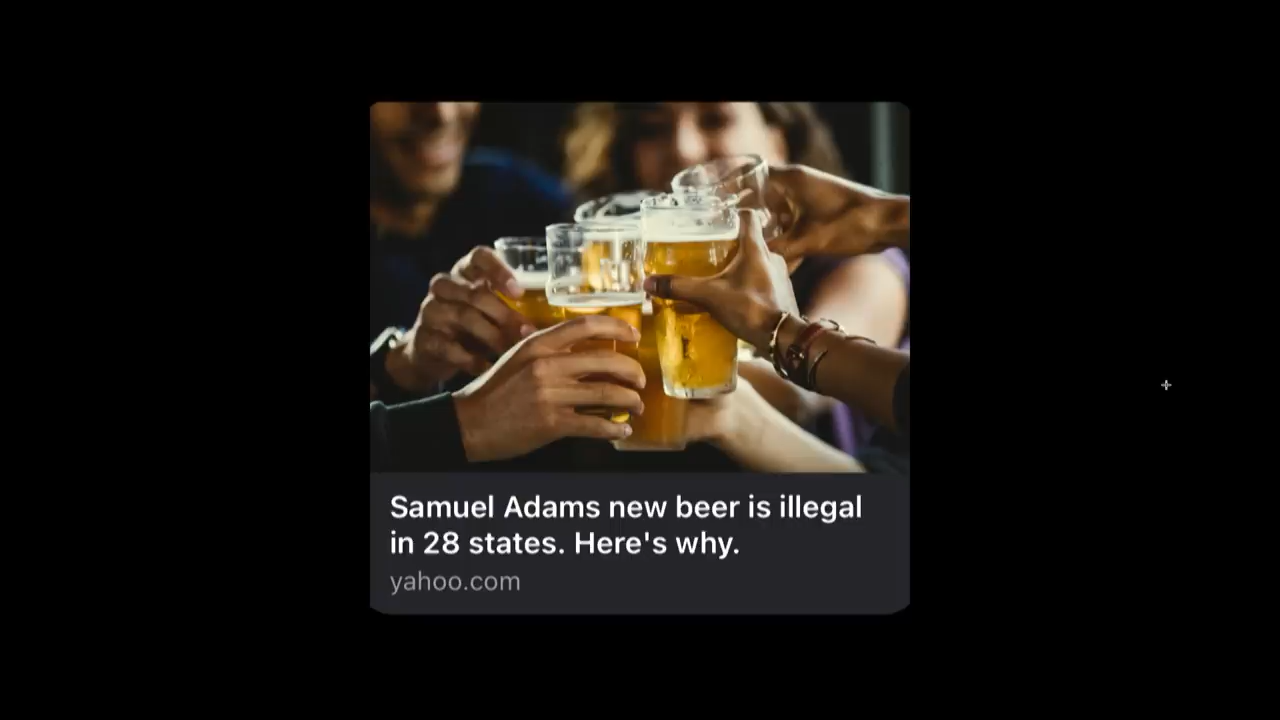 Samuel Adams new beer is illegal
in 28 states. Here's why.
yahoo.com